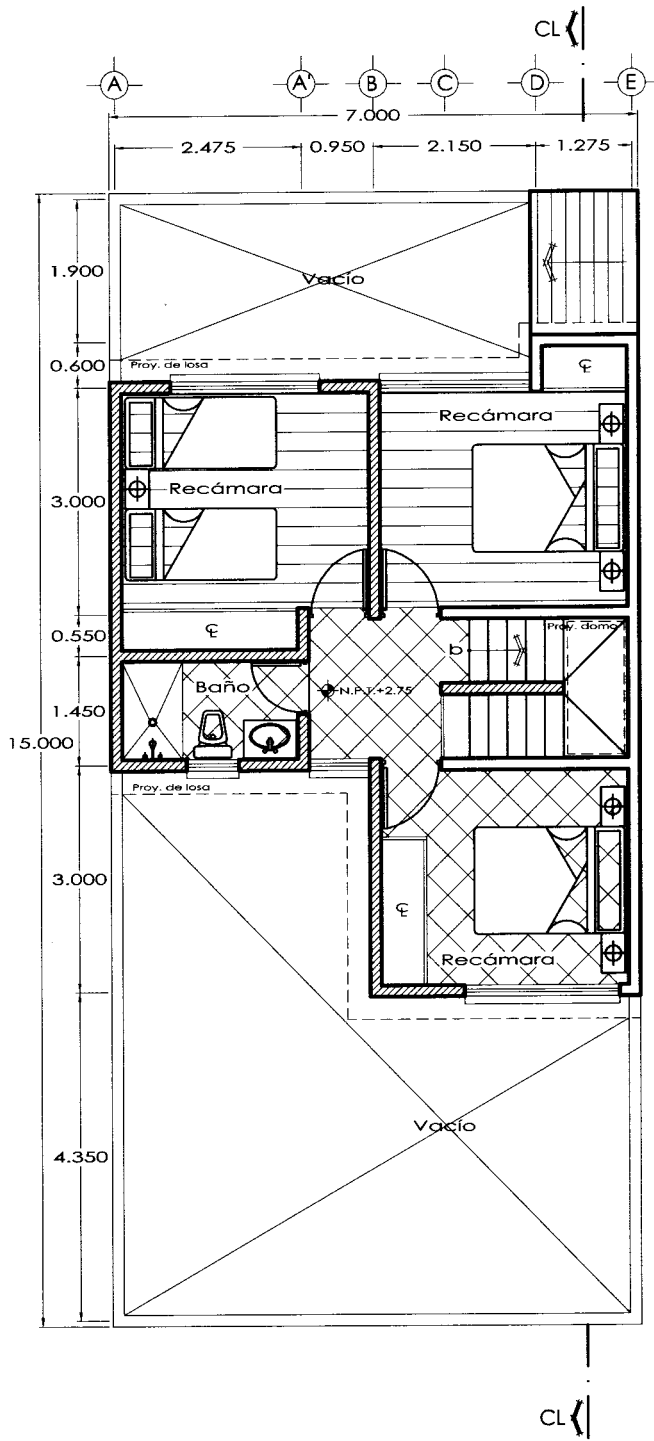 CL
A A' B C D E
7.000
2.475 0.950 2.150 1.275
1.900
Vacío
0.600
Proy. de losa
Recámara
Recámara
3.000
0.550
Proy. domo
b
Baño
N.P.T.+2.75
1.450
15.000
Proy. de losa
3.000
Recámara
Vacío
4.350
CL